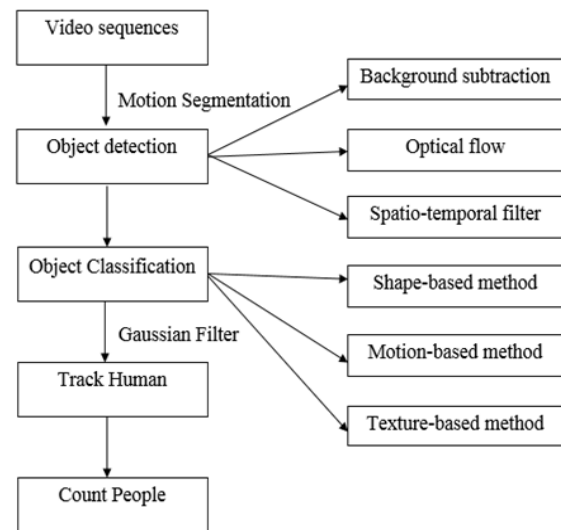 Video sequences
Motion Segmentation
Object detection
Background subtraction
Optical flow
Spatio-temporal filter
Object Classification
Shape-based method
Motion-based method
Texture-based method
Gaussian Filter
Track Human
Count People